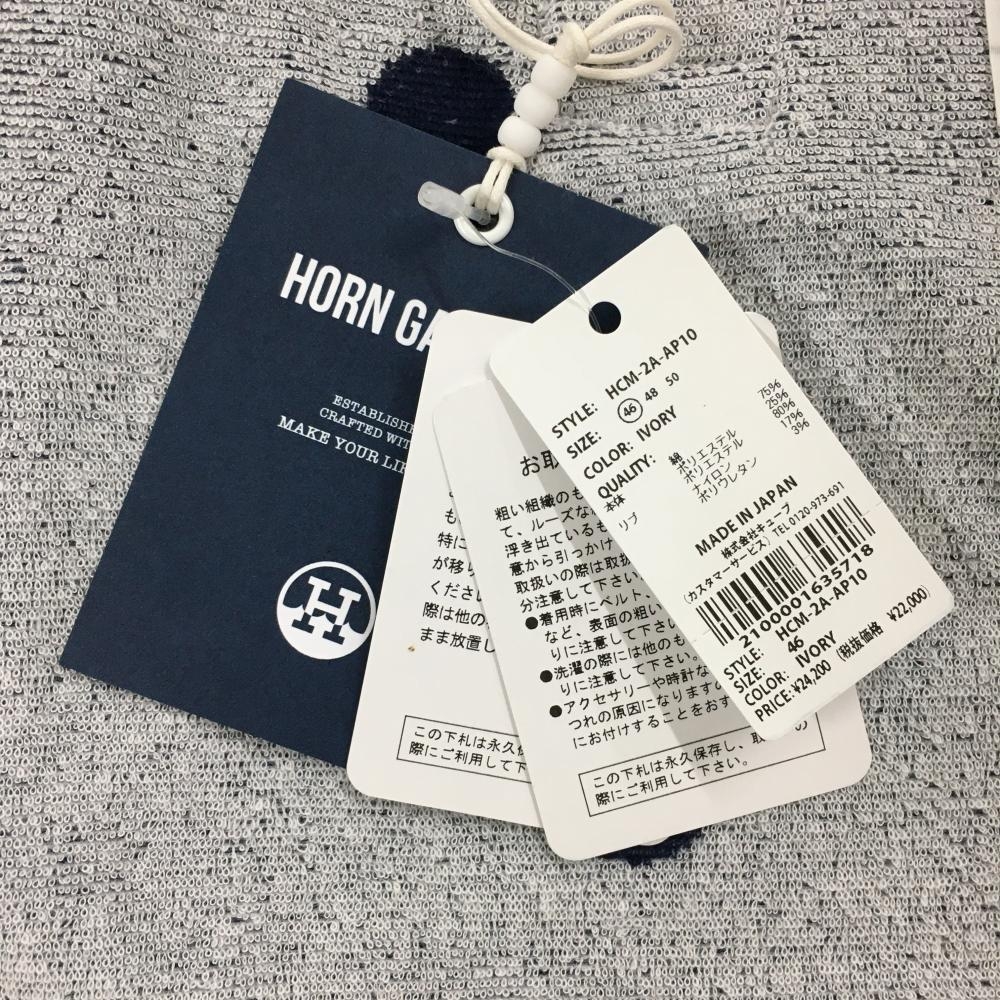 HORN GA
ESTABLISHE
CRAFTED WIT
MAKE YOUR LI
H
も
特に
が移り
くださ
際は他の
まま放置し
この下札は永久
際にご利用して下
お取
粗い組織のも
て、ルーズな
浮き出ているも
意から引っかけ
取扱いの際は取扱
分注意して下さい
●着用時にベルト、
など、表面の粗い
りに注意して下さい
●洗濯の際には他のも
りに注意して下さい。
●アクセサリーや時計な
つれの原因になりますの
にお付けすることをおす
この下札は永久保存し、取 の
際にご利用して下さい。
STYLE: HCM-2A-AP10
SIZE: 46 48 50
COLOR: IVORY
QUALITY:
本体 綿 75%
ポリエステル
リブ ポリエステル 80%
ナイロン 17%
ポリウレタン 3%
MADE IN JAPAN
株式会社キューブ
(カスタマーサービス) TEL 0120-973-691
2100001635718
STYLE: HCM-2A-AP10
SIZE: 46
COLOR: IVORY
PRICE: ¥24,200 (税抜価格 ¥22,000)